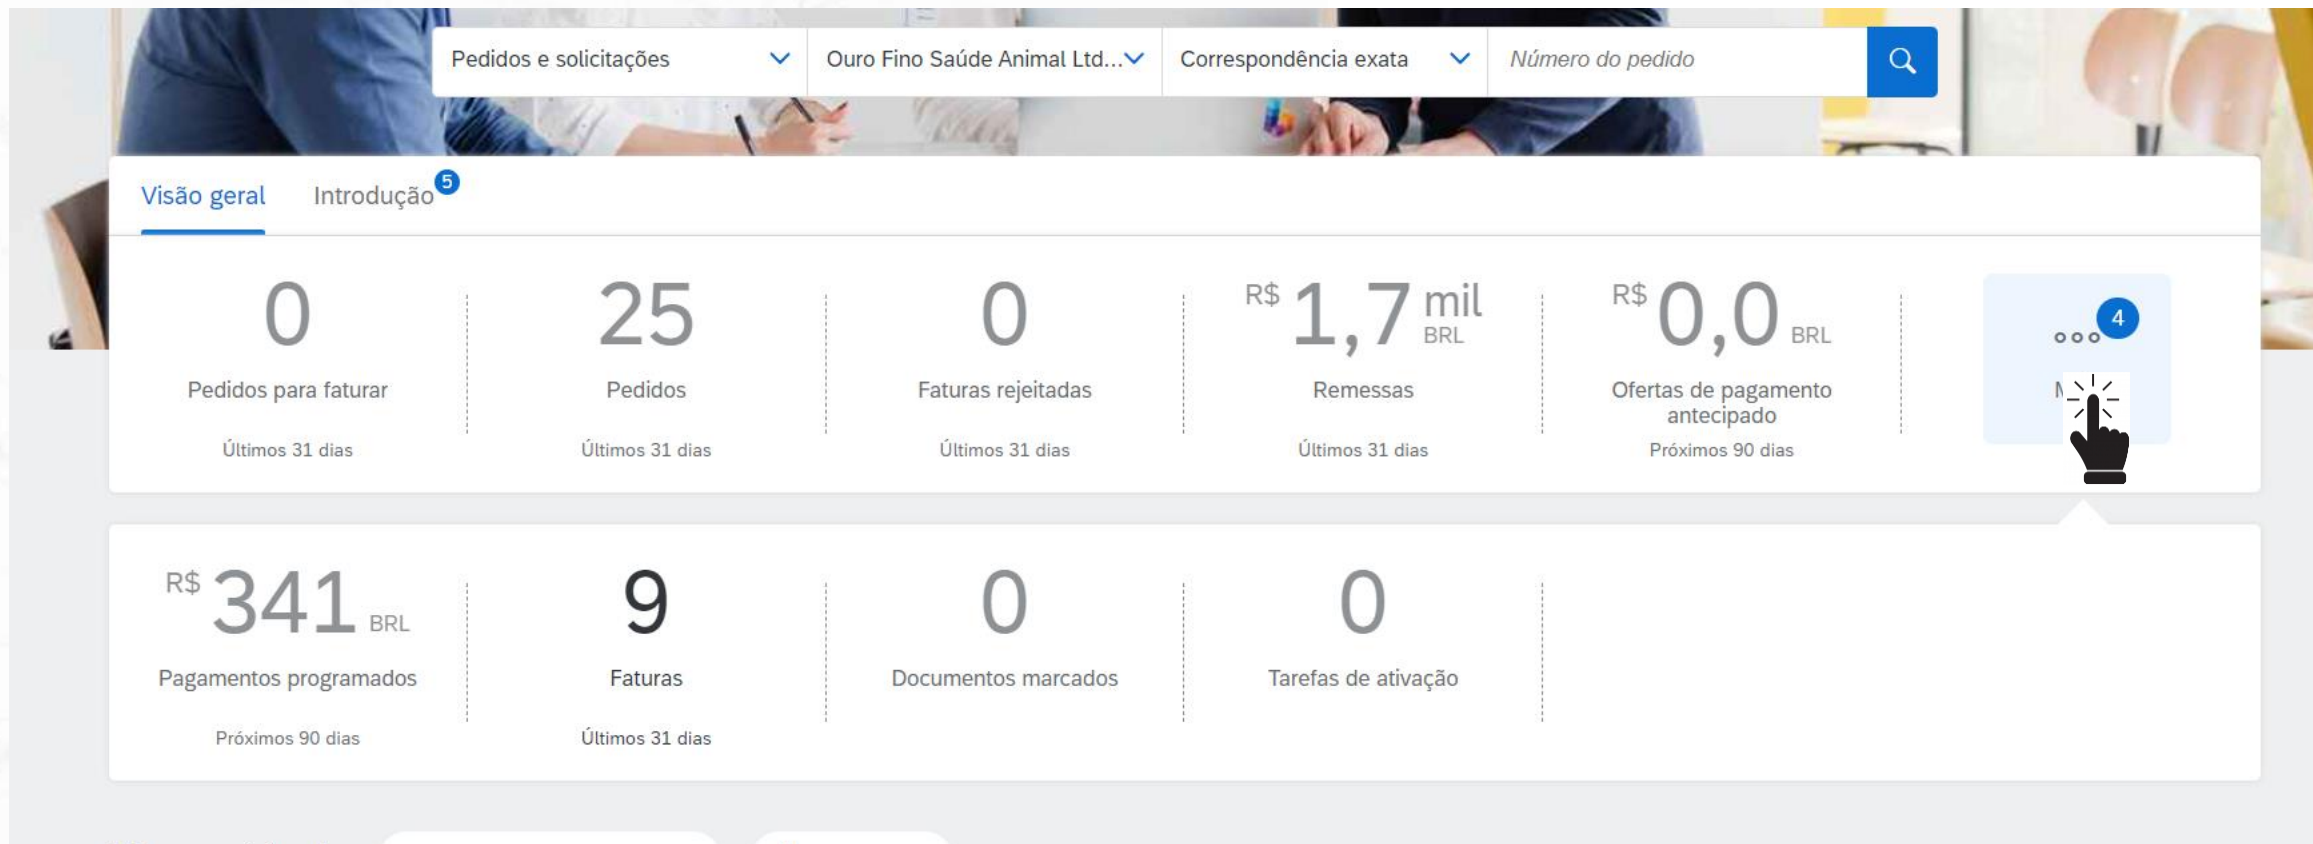 Pedidos e solicitações
Ouro Fino Saúde Animal Ltd...
Correspondência exata
Número do pedido
Visão geral
Introdução 5
0
Pedidos para faturar
Últimos 31 dias
25
Pedidos
Últimos 31 dias
0
Faturas rejeitadas
Últimos 31 dias
R$ 1,7 mil BRL
Remessas
Últimos 31 dias
R$ 0,0 BRL
Ofertas de pagamento
antecipado
Próximos 90 dias
4
R$ 341 BRL
Pagamentos programados
Próximos 90 dias
9
Faturas
Últimos 31 dias
0
Documentos marcados
0
Tarefas de ativação